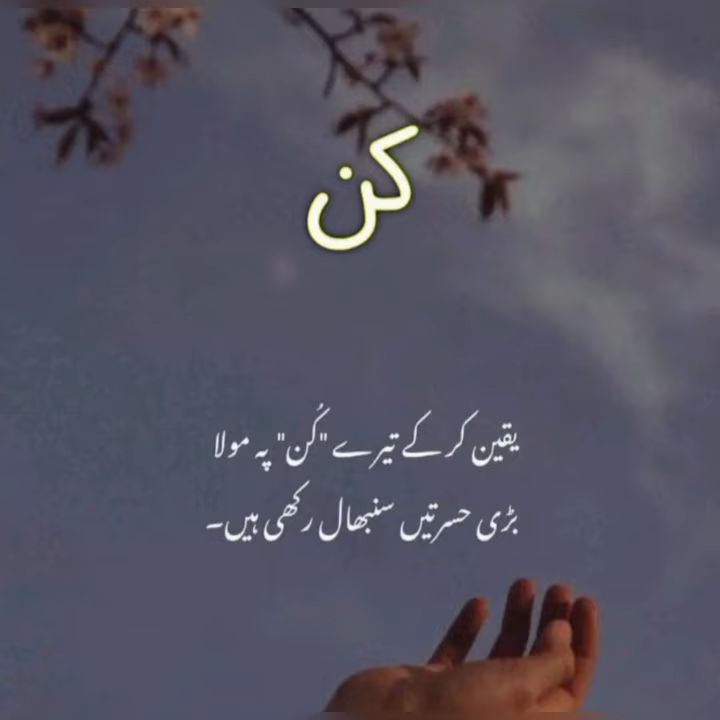 کن
یقین کر کے تیرے "کُن" پہ مولا
بڑی حسرتیں سنبھال رکھی ہیں۔